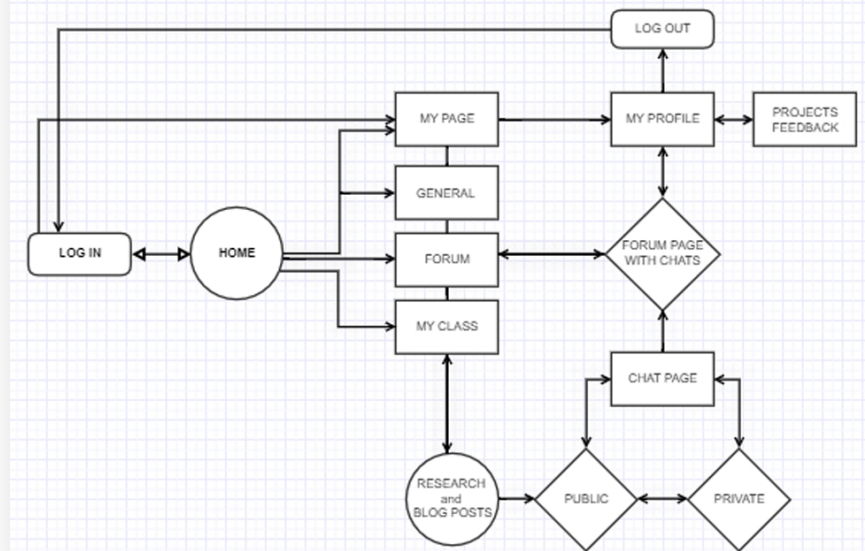 LOG OUT
MY PAGE
MY PROFILE
PROJECTS
FEEDBACK
GENERAL
LOG IN
HOME
FORUM
FORUM PAGE
WITH CHATS
MY CLASS
CHAT PAGE
RESEARCH
and
BLOG POSTS
PUBLIC
PRIVATE